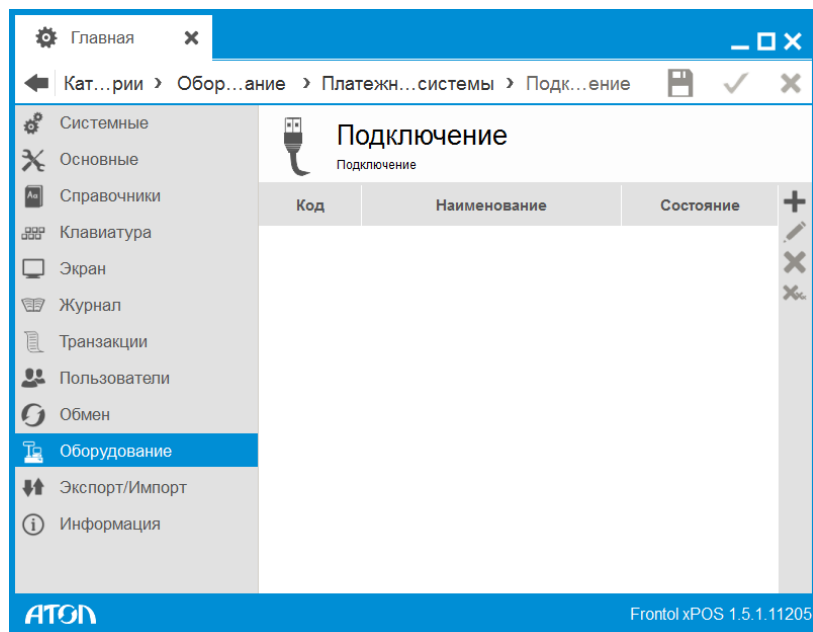 Главная
Кат...рии › Обор...ание › Платежн...системы › Подк...ение
Системные
Основные
Справочники
Клавиатура
Экран
Журнал
Транзакции
Пользователи
Обмен
Оборудование
Экспорт/Импорт
Информация
Подключение
Подключение
Код Наименование Состояние
ATOL
Frontol xPOS 1.5.1.11205